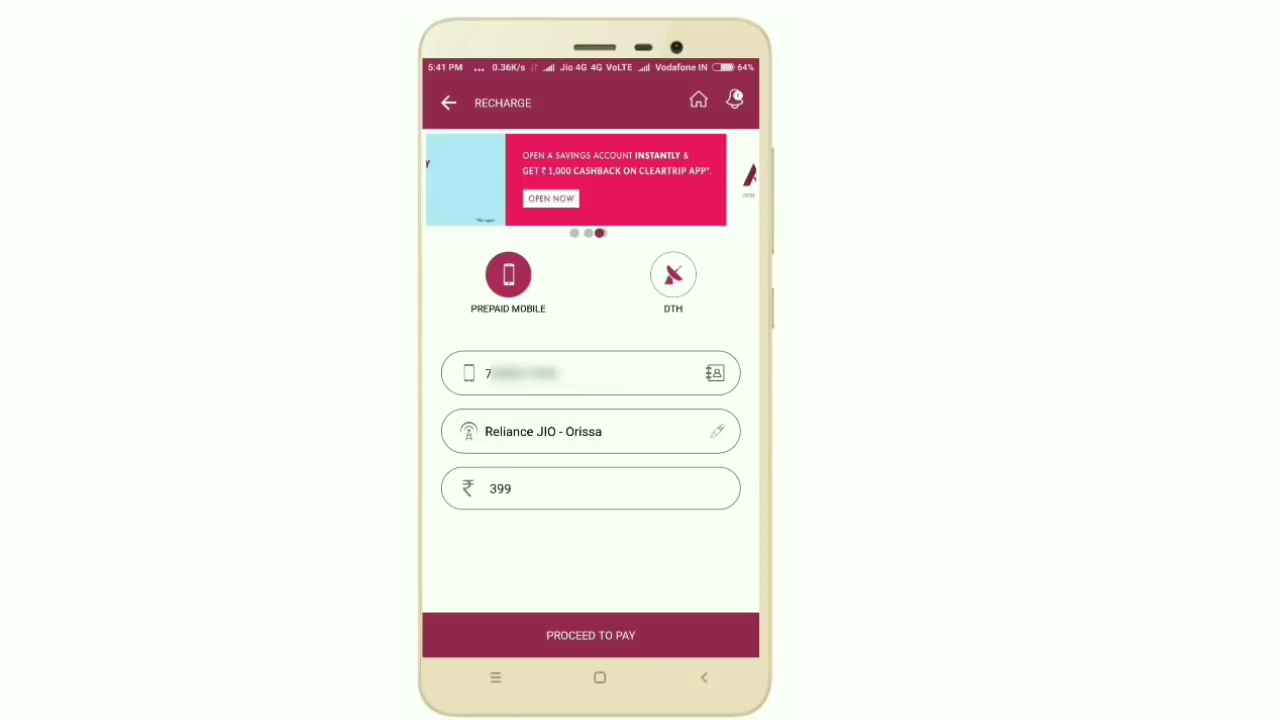 5:41 PM ... 0.36K/s Jio 4G 4G VoLTE Vodafone IN 64%
RECHARGE
OPEN A SAVINGS ACCOUNT INSTANTLY &
GET ₹ 1,000 CASHBACK ON CLEARTRIP APP*.
OPEN NOW
PREPAID MOBILE
DTH
7
Reliance JIO - Orissa
₹ 399
PROCEED TO PAY